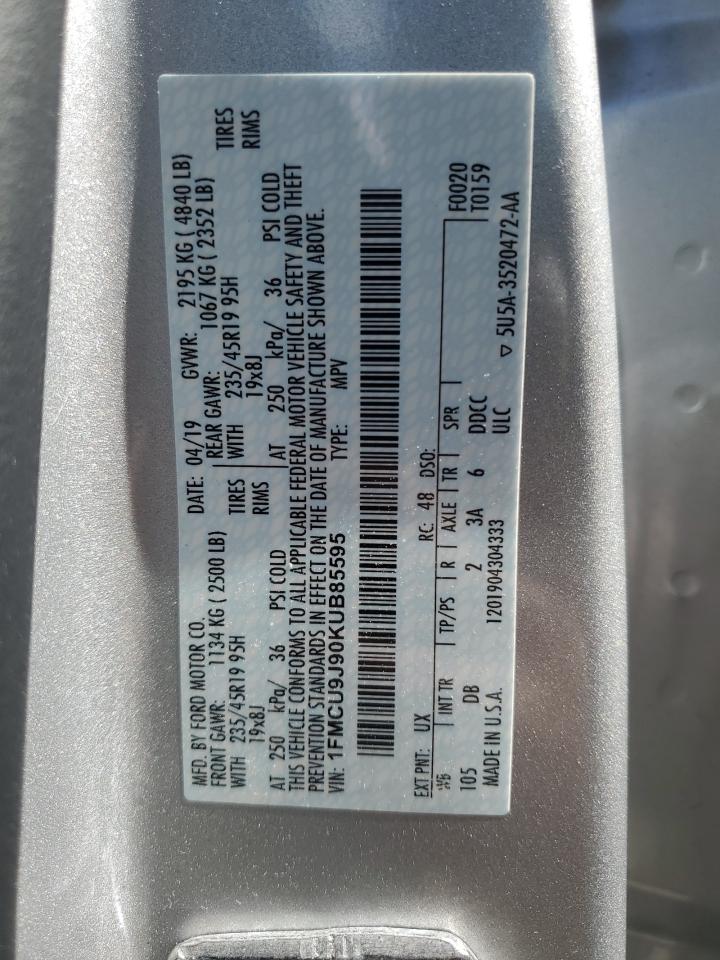 MFD. BY FORD MOTOR CO.
DATE: 04/19 GVWR: 2195 KG ( 4840 LB)
FRONT GAWR: 1134 KG ( 2500 LB) REAR GAWR: 1067 KG ( 2352 LB)
WITH 235/45R19 95H TIRES WITH 235/45R19 95H TIRES
19x8J RIMS 19x8J RIMS
AT 250 kPa/ 36 PSI COLD AT 250 kPa/ 36 PSI COLD
THIS VEHICLE CONFORMS TO ALL APPLICABLE FEDERAL MOTOR VEHICLE SAFETY AND THEFT
PREVENTION STANDARDS IN EFFECT ON THE DATE OF MANUFACTURE SHOWN ABOVE.
VIN: 1FMCU9J90KUB85595 TYPE: MPV
EXT PNT: UX RC: 48 DSO:
WB INT TR TP/PS R AXLE TR SPR F0020
105 DB 2 3A 6 DDCC T0159
MADE IN U.S.A. 1201904304333 ULC
▽ 5U5A-3520472-AA